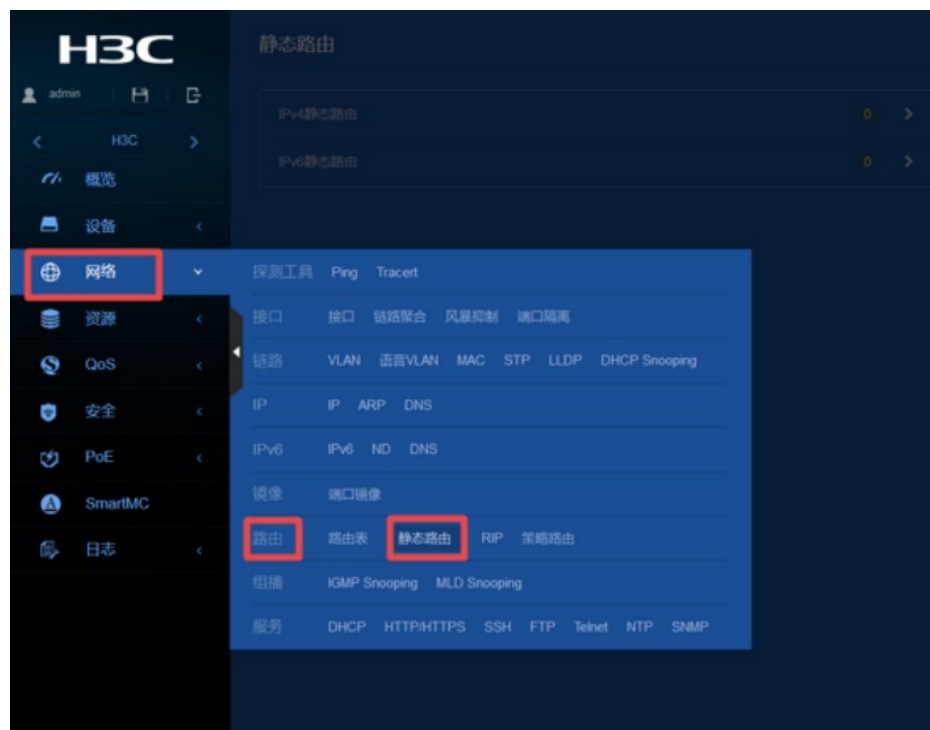 H3C
静态路由
admin
IPv4静态路由 0
H3C
IPv6静态路由 0
概览
设备
网络
探测工具 Ping Tracert
资源
接口 接口 链路聚合 风暴抑制 端口隔离
QoS
链路 VLAN 语音VLAN MAC STP LLDP DHCP Snooping
安全
IP IP ARP DNS
PoE
IPv6 IPv6 ND DNS
SmartMC
镜像 端口镜像
日志
路由 路由表 静态路由 RIP 策略路由
组播 IGMP Snooping MLD Snooping
服务 DHCP HTTP/HTTPS SSH FTP Telnet NTP SNMP